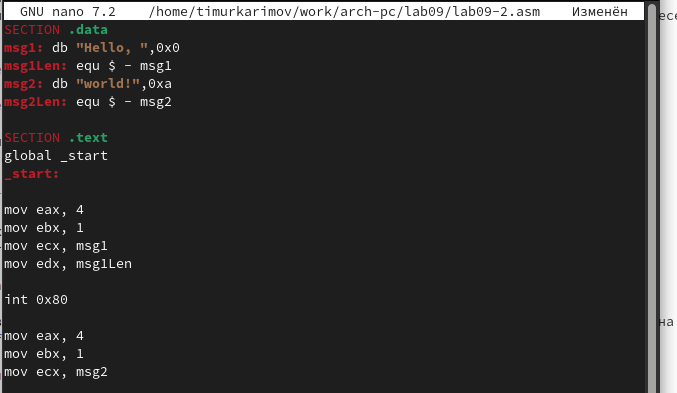 GNU nano 7.2 /home/timurkarimov/work/arch-pc/lab09/lab09-2.asm Изменён
SECTION .data
msg1: db "Hello, ",0x0
msg1Len: equ $ - msg1
msg2: db "world!",0xa
msg2Len: equ $ - msg2
SECTION .text
global _start
_start:
mov eax, 4
mov ebx, 1
mov ecx, msg1
mov edx, msg1Len
int 0x80
mov eax, 4
mov ebx, 1
mov ecx, msg2
на